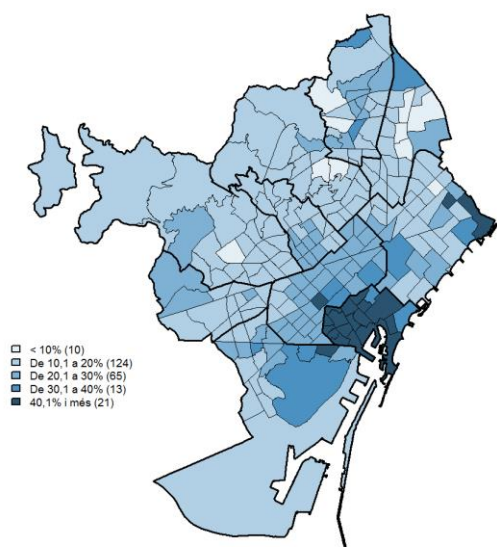 < 10% (10)
De 10,1 a 20% (124)
De 20,1 a 30% (65)
De 30,1 a 40% (13)
40,1% i més (21)